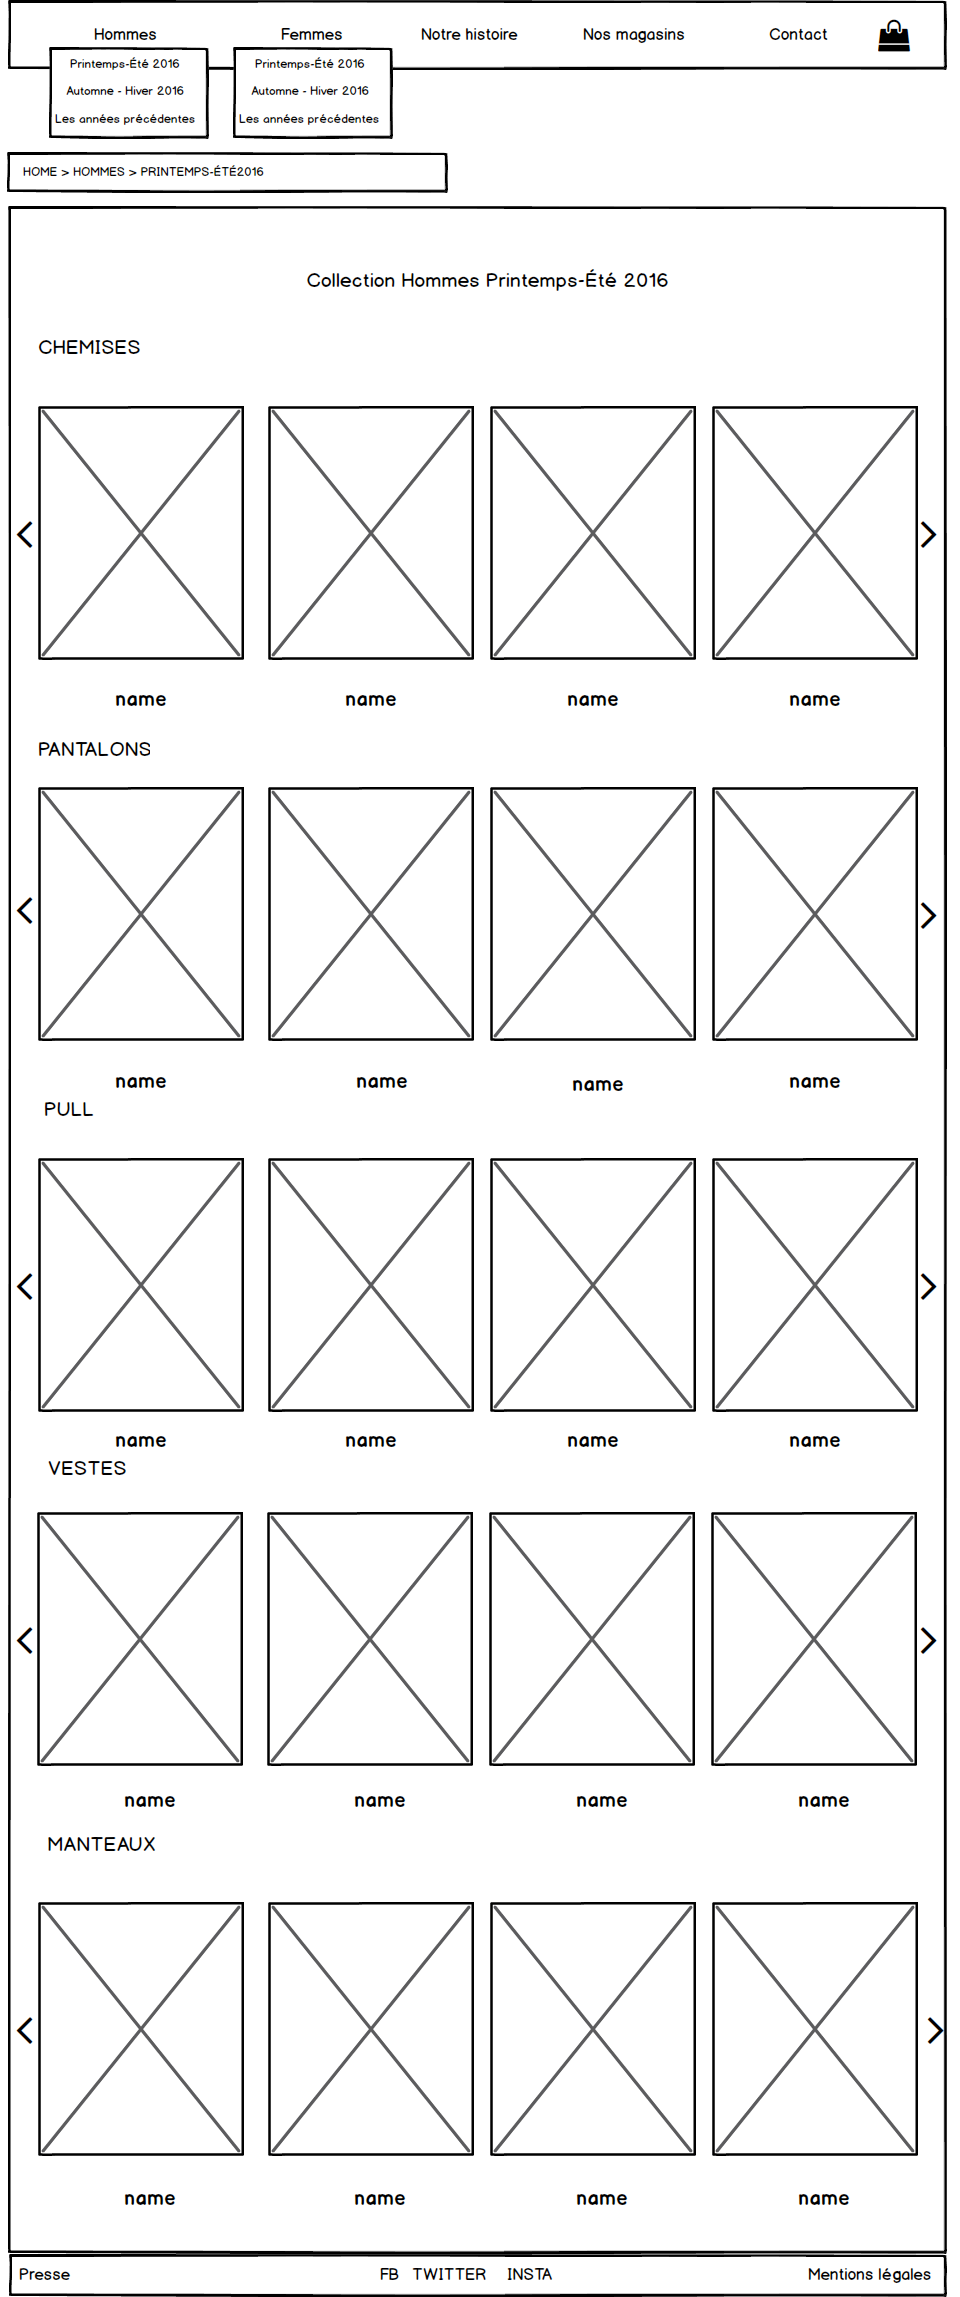 Hommes Femmes Notre histoire Nos magasins Contact
Printemps-Été 2016 Printemps-Été 2016
Automne - Hiver 2016 Automne - Hiver 2016
Les années précédentes Les années précédentes
HOME > HOMMES > PRINTEMPS-ÉTÉ2016
Collection Hommes Printemps-Été 2016
CHEMISES
name name name name
PANTALONS
name name name name
PULL
name name name name
VESTES
name name name name
MANTEAUX
name name name name
Presse FB TWITTER INSTA Mentions légales